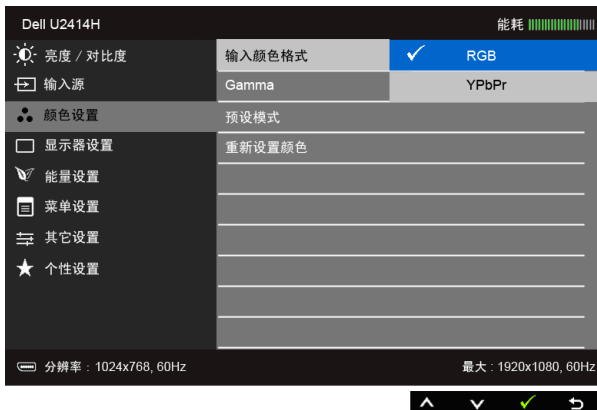 Dell U2414H
能耗
亮度 / 对比度
输入颜色格式
RGB
输入源
Gamma
YPbPr
颜色设置
预设模式
显示器设置
重新设置颜色
能量设置
菜单设置
其它设置
个性设置
分辨率 : 1024x768, 60Hz
最大 : 1920x1080, 60Hz